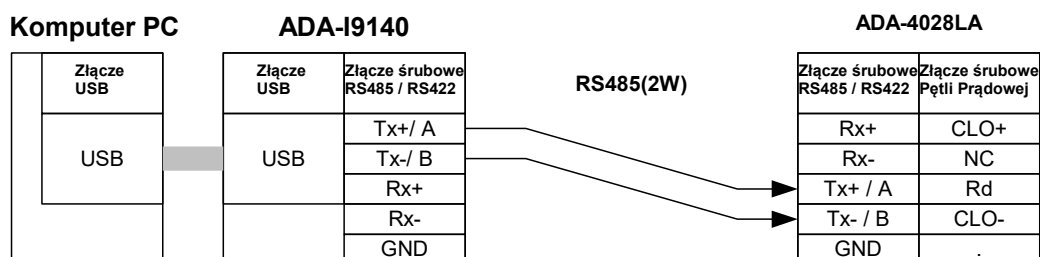 Komputer PC
ADA-I9140
ADA-4028LA
Złącze
USB
Złącze
USB
Złącze śrubowe
RS485 / RS422
RS485(2W)
Złącze śrubowe
RS485 / RS422
Złącze śrubowe
Pętli Prądowej
USB
USB
Tx+/ A
Tx-/ B
Rx+
Rx-
GND
Rx+
CLO+
Rx-
NC
Tx+ / A
Rd
Tx- / B
CLO-
GND
.